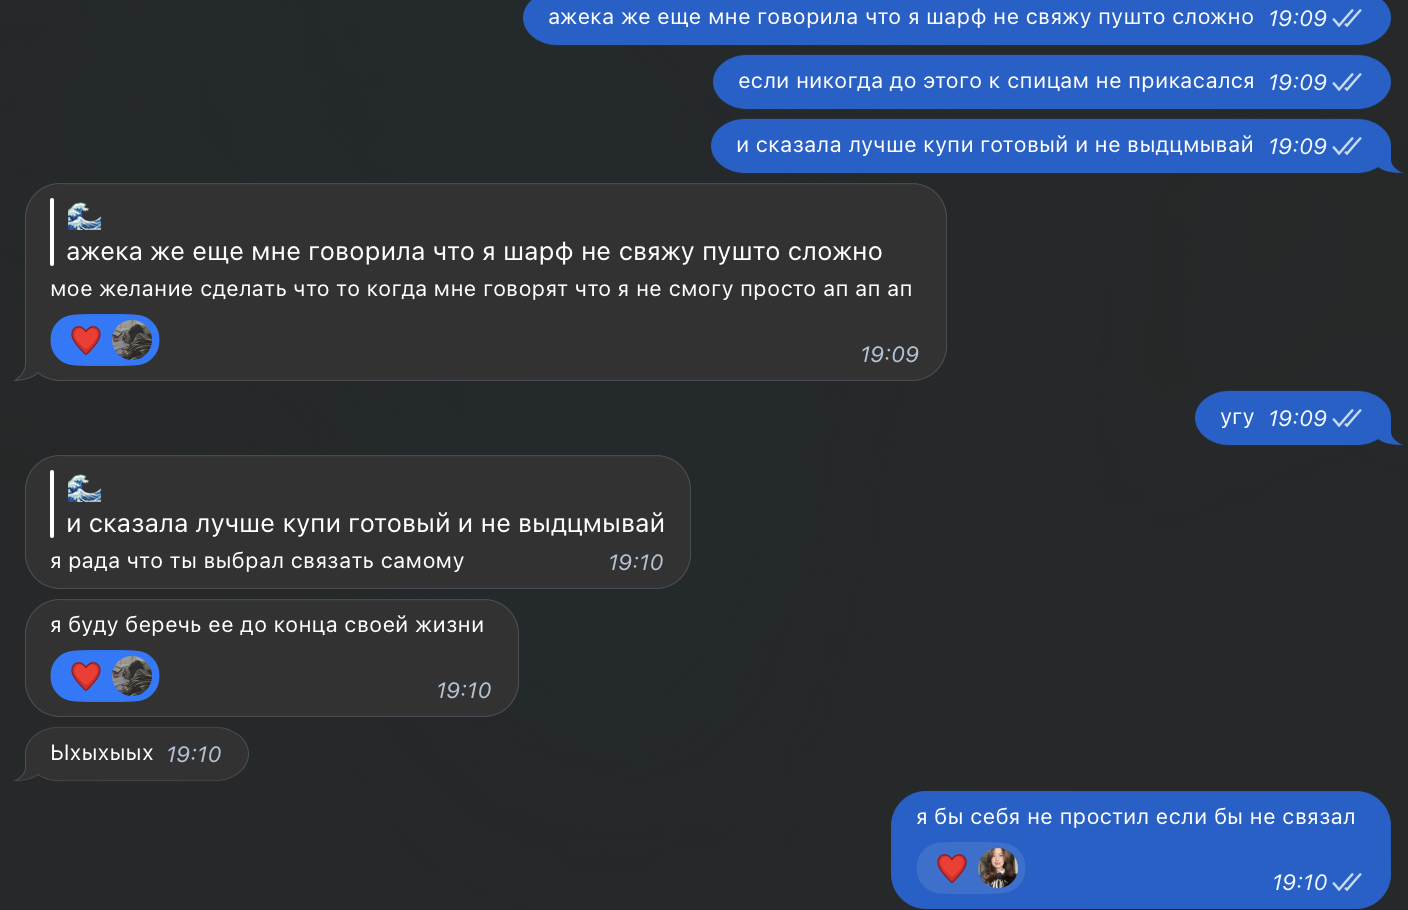 ажека же еще мне говорила что я шарф не свяжу пушто сложно 19:09
если никогда до этого к спицам не прикасался 19:09
и сказала лучше купи готовый и не выдцмывай 19:09
🌊
ажека же еще мне говорила что я шарф не свяжу пушто сложно
мое желание сделать что то когда мне говорят что я не смогу просто ап ап ап
❤️
19:09
угу 19:09
🌊
и сказала лучше купи готовый и не выдцмывай
я рада что ты выбрал связать самому 19:10
я буду беречь ее до конца своей жизни
❤️
19:10
Ыхыхыых 19:10
я бы себя не простил если бы не связал
❤️
19:10